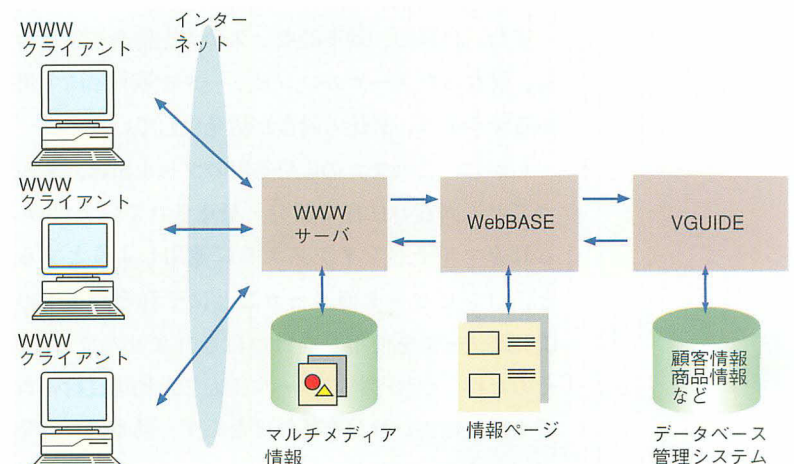 WWW
クライアント
インター
ネット
WWW
クライアント
WWW
クライアント
WWW
サーバ
WebBASE
VGUIDE
マルチメディア
情報
情報ページ
顧客情報
商品情報
など
データベース
管理システム